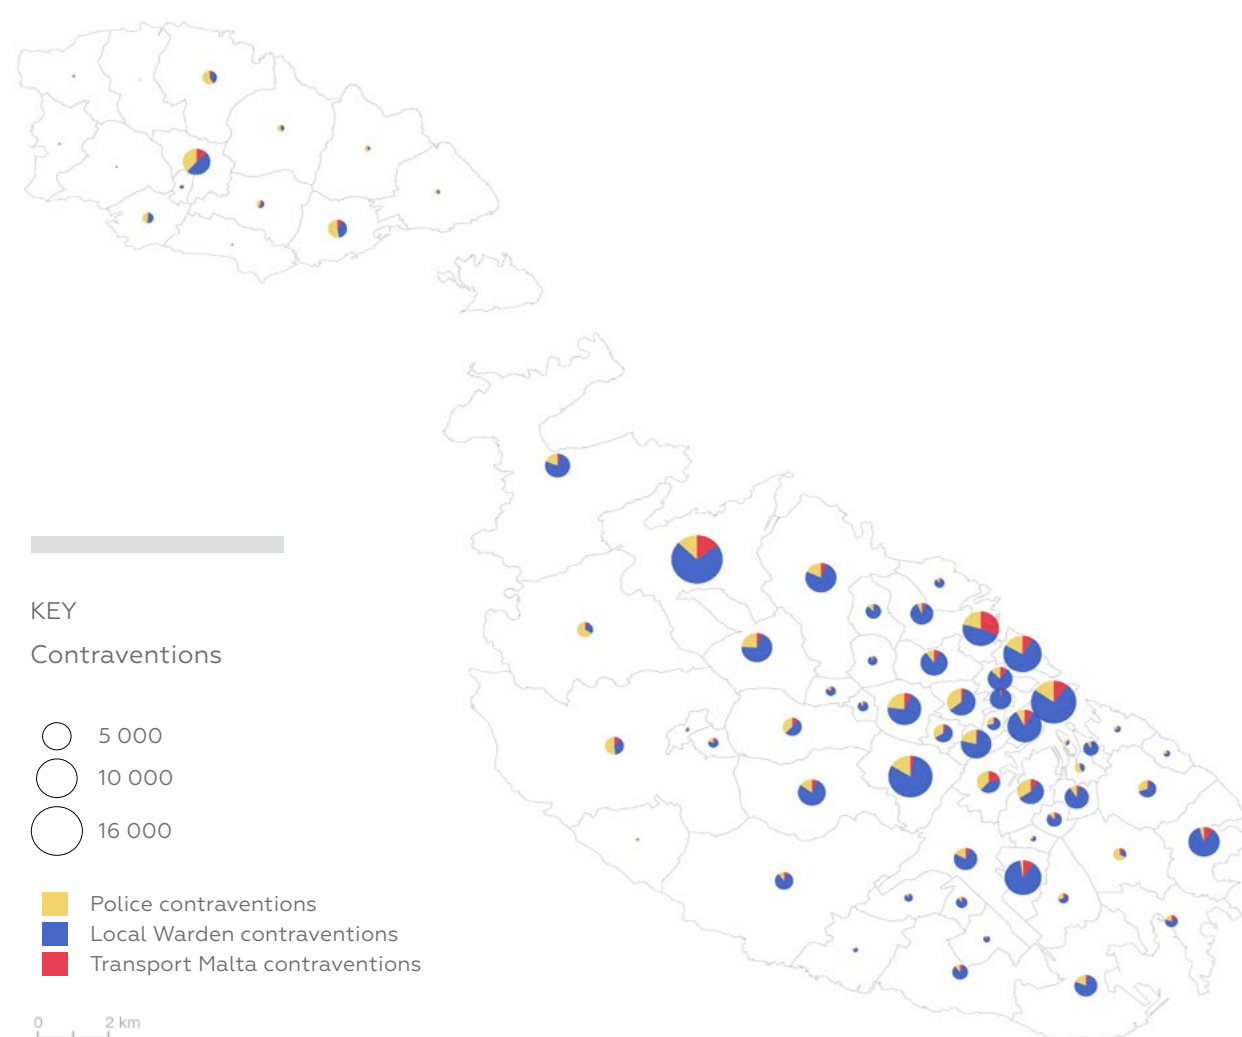 KEY
Contraventions
5 000
10 000
16 000
Police contraventions
Local Warden contraventions
Transport Malta contraventions
0 2 km